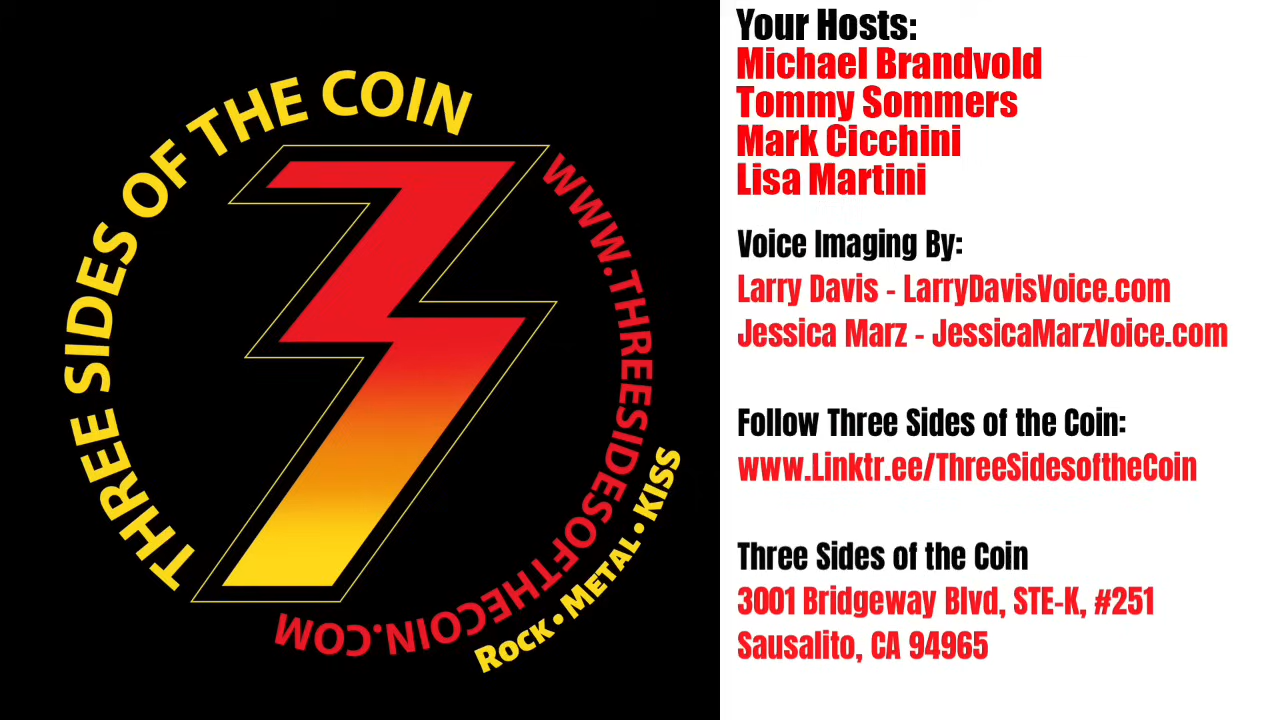 THREE SIDES OF THE COIN
WWW.THREESIDESOFTHECOIN.COM
ROCK • METAL • KISS
Your Hosts:
Michael Brandvold
Tommy Sommers
Mark Cicchini
Lisa Martini
Voice Imaging By:
Larry Davis - LarryDavisVoice.com
Jessica Marz - JessicaMarzVoice.com
Follow Three Sides of the Coin:
www.Linktr.ee/ThreeSidesoftheCoin
Three Sides of the Coin
3001 Bridgeway Blvd, STE-K, #251
Sausalito, CA 94965